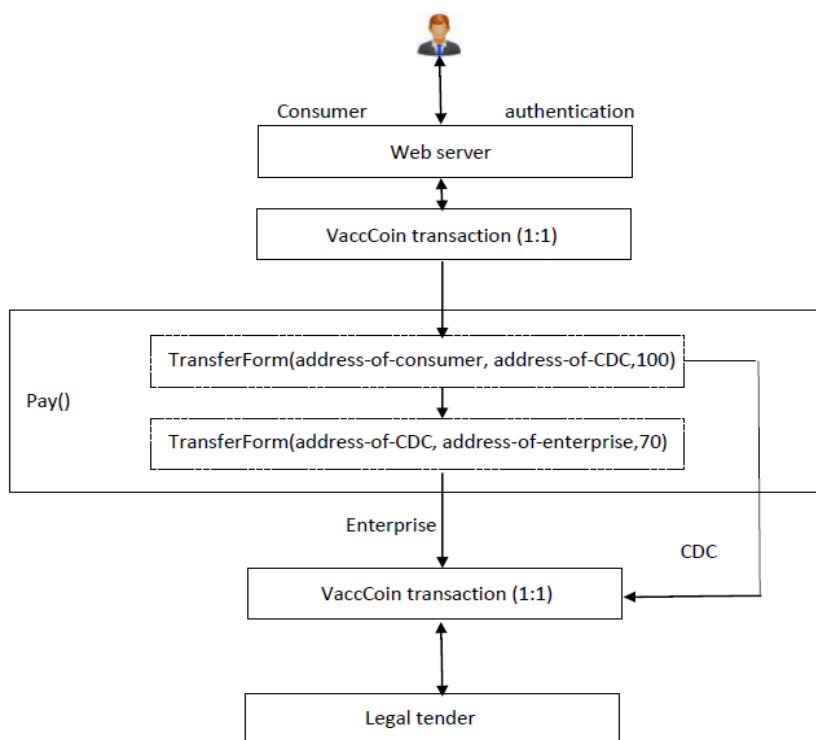 Consumer authentication
Web server
VaccCoin transaction (1:1)
TransferForm(address-of-consumer, address-of-CDC,100)
Pay()
TransferForm(address-of-CDC, address-of-enterprise,70)
Enterprise
CDC
VaccCoin transaction (1:1)
Legal tender